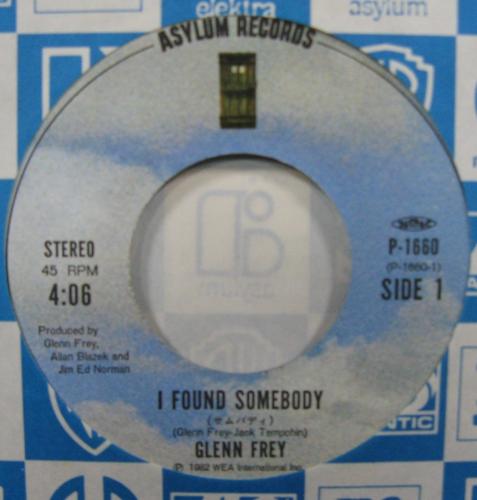 elektra
asylum
ASYLUM RECORDS
STEREO
45 RPM
4:06
P-1660
(P-1660-1)
SIDE 1
Produced by
Glenn Frey,
Allan Blazek and
Jim Ed Norman
I FOUND SOMEBODY
(サムバディ)
(Glenn Frey-Jack Tempchin)
GLENN FREY
Ⓟ 1982 WEA International Inc.
NTIC